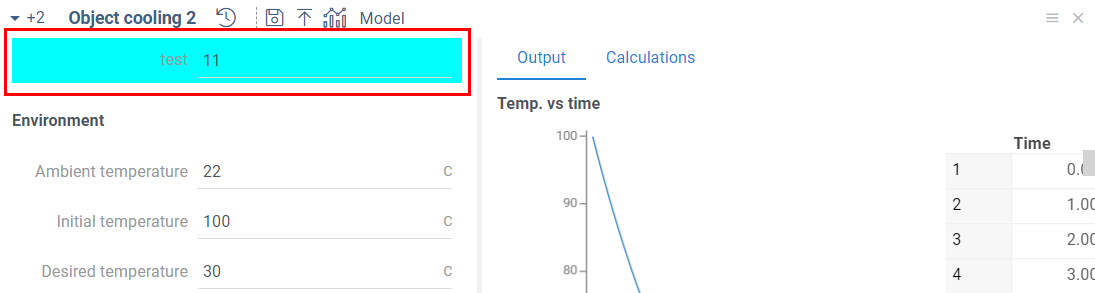 +2 Object cooling 2 Model
test 11
Output Calculations
Environment
Ambient temperature 22 C
Initial temperature 100 C
Desired temperature 30 C
Temp. vs time
100
90
80
Time
1 0.0
2 1.00
3 2.00
4 3.00